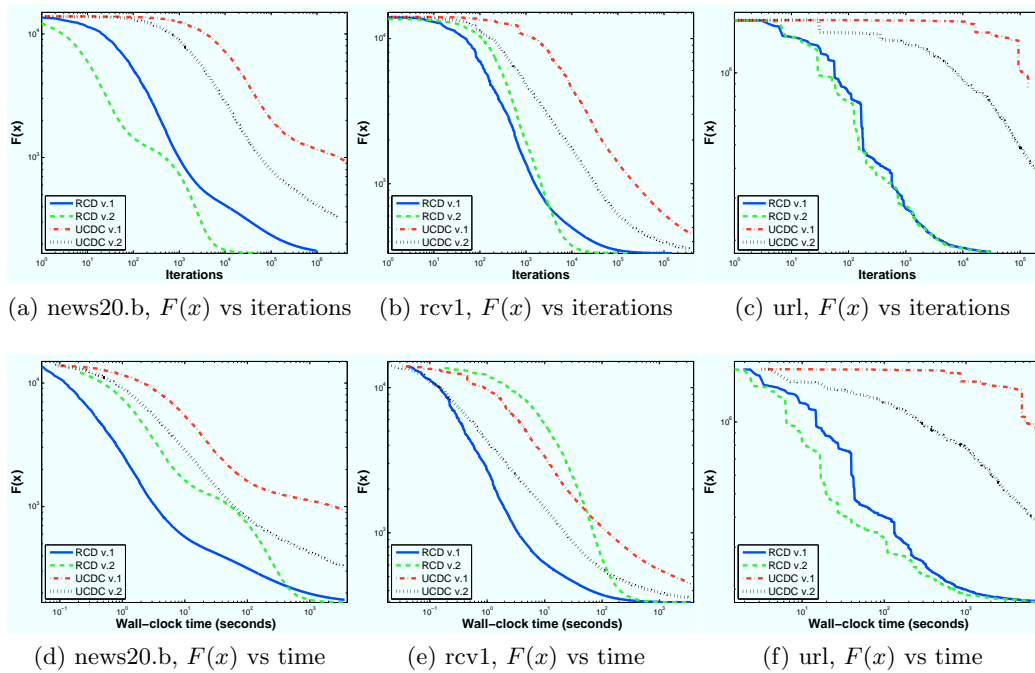 10^4
10^3
F(x)
RCD v.1
RCD v.2
UCDC v.1
UCDC v.2
10^0 10^1 10^2 10^3 10^4 10^5 10^6
Iterations
(a) news20.b, F(x) vs iterations
10^4
10^3
F(x)
RCD v.1
RCD v.2
UCDC v.1
UCDC v.2
10^0 10^1 10^2 10^3 10^4 10^5 10^6
Iterations
(b) rcv1, F(x) vs iterations
10^6
F(x)
RCD v.1
RCD v.2
UCDC v.1
UCDC v.2
10^0 10^1 10^2 10^3 10^4 10^5
Iterations
(c) url, F(x) vs iterations
10^4
10^3
F(x)
RCD v.1
RCD v.2
UCDC v.1
UCDC v.2
10^−1 10^0 10^1 10^2 10^3
Wall−clock time (seconds)
(d) news20.b, F(x) vs time
10^4
10^3
F(x)
RCD v.1
RCD v.2
UCDC v.1
UCDC v.2
10^−1 10^0 10^1 10^2 10^3
Wall−clock time (seconds)
(e) rcv1, F(x) vs time
10^6
F(x)
RCD v.1
RCD v.2
UCDC v.1
UCDC v.2
10^1 10^2 10^3
Wall−clock time (seconds)
(f) url, F(x) vs time